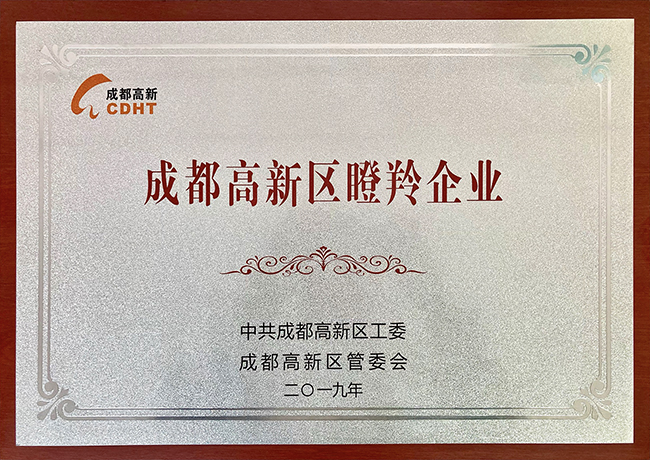 成都高新
CDHT
成都高新区瞪羚企业
中共成都高新区工委
成都高新区管委会
二〇一九年